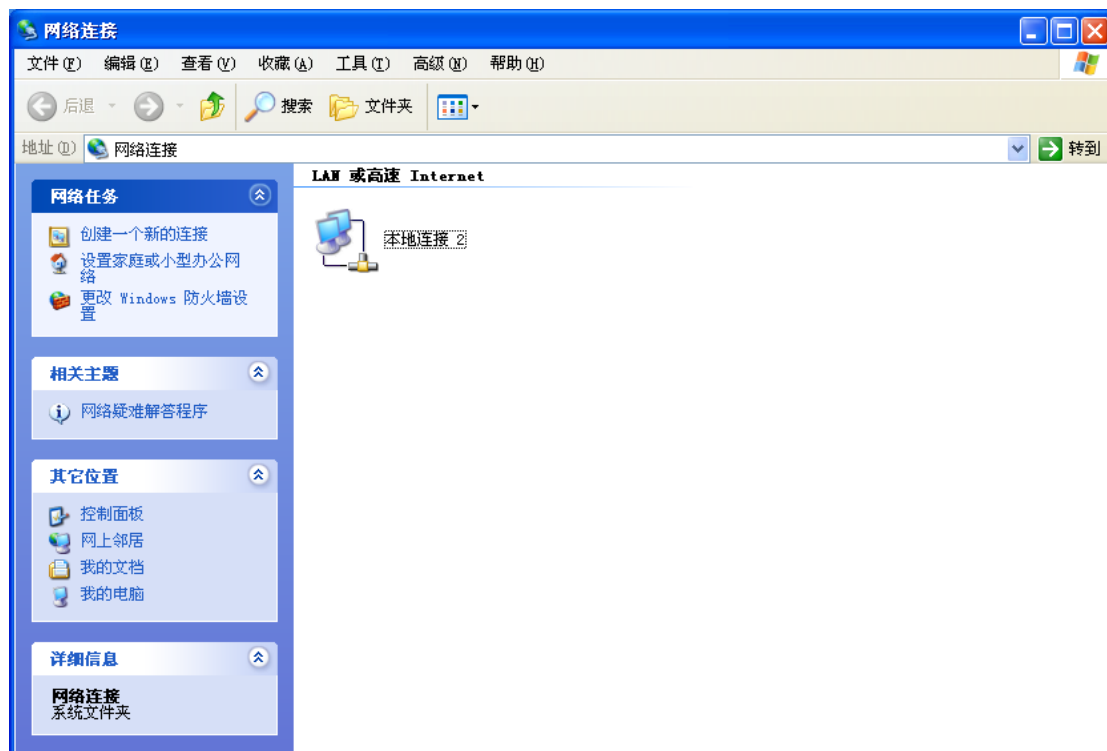 网络连接
文件(F) 编辑(E) 查看(V) 收藏(A) 工具(T) 高级(N) 帮助(H)
后退 搜索 文件夹
地址(D) 网络连接 转到
网络任务
创建一个新的连接
设置家庭或小型办公网
络
更改 Windows 防火墙设
置
相关主题
网络疑难解答程序
其它位置
控制面板
网上邻居
我的文档
我的电脑
详细信息
网络连接
系统文件夹
LAN 或高速 Internet
本地连接 2